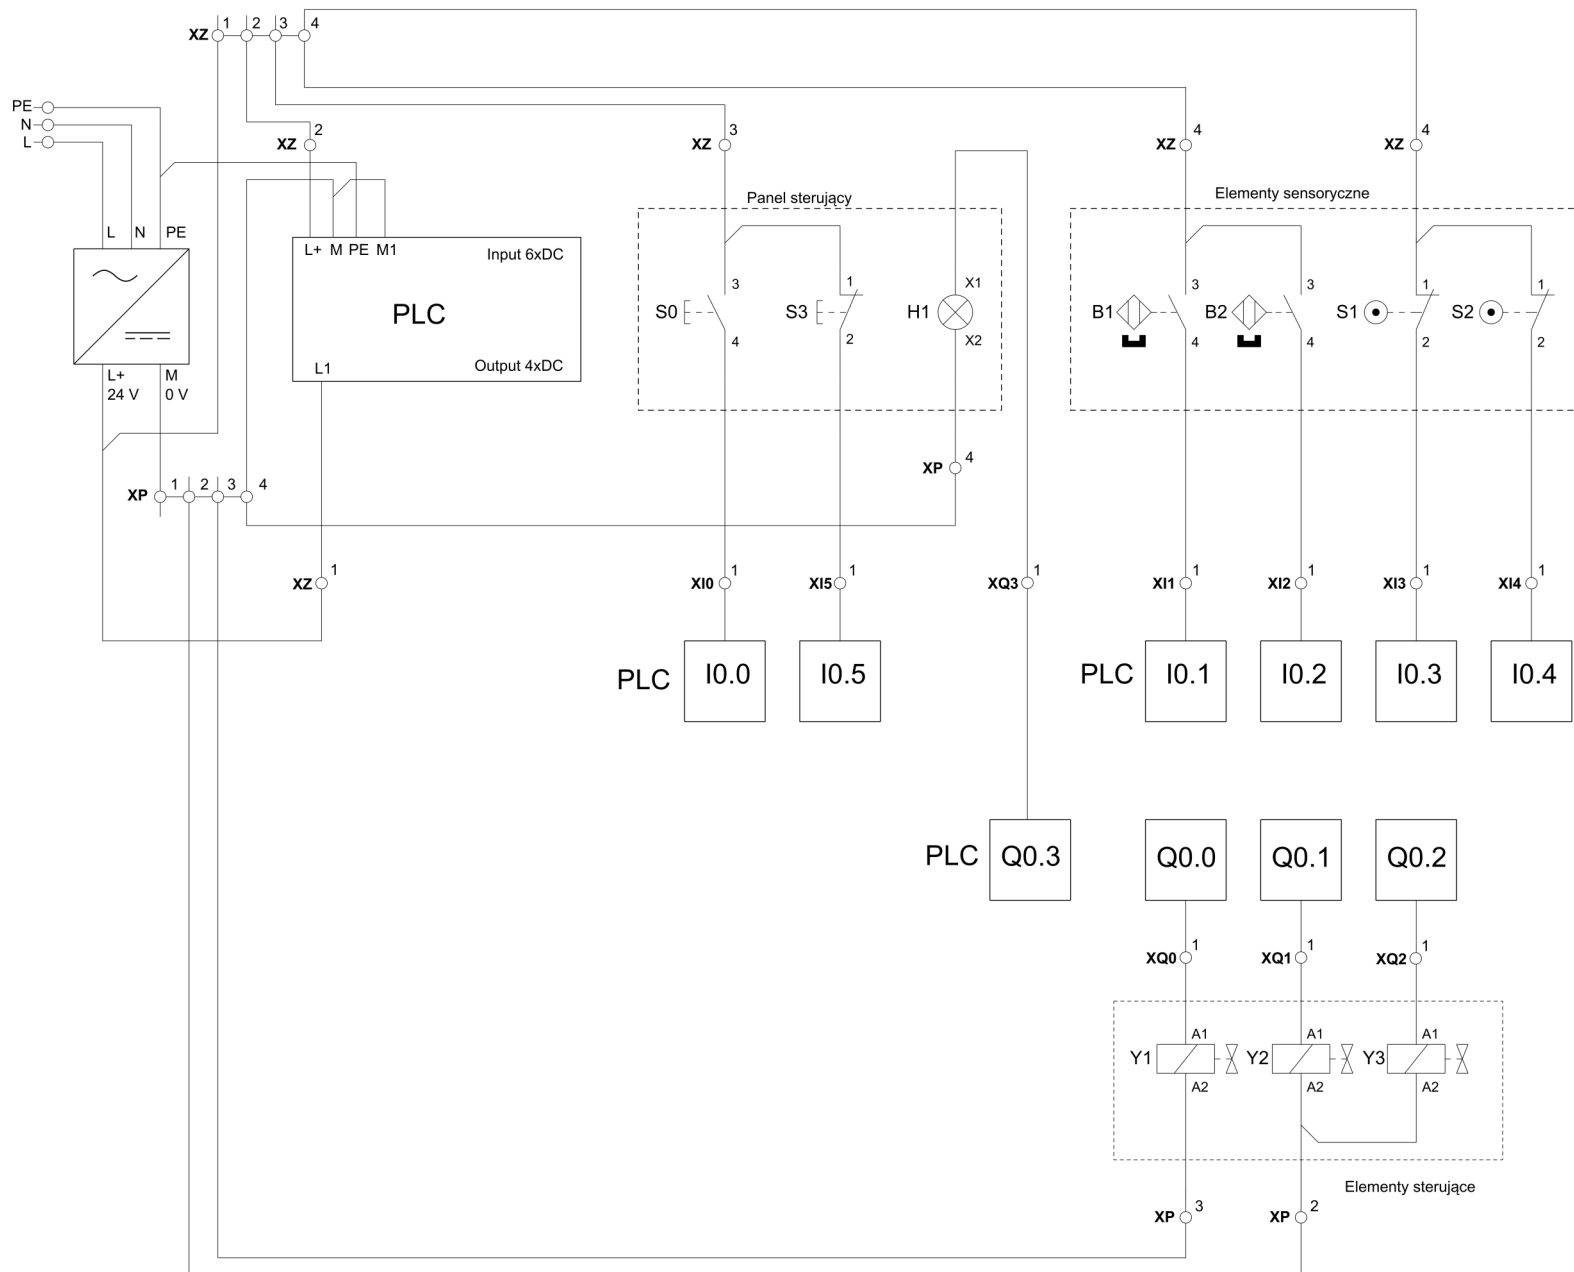 XZ 1 2 3 4
PE
N
L
XZ 2
XZ 3
XZ 4
XZ 4
Panel sterujący
Elementy sensoryczne
L N PE
L+ M PE M1
Input 6xDC
PLC
L1
Output 4xDC
L+
24 V
M
0 V
S0 3 4
S3 1 2
H1 X1 X2
B1 3 4
B2 3 4
S1 1 2
S2 1 2
XP 4
XP 1 2 3 4
XZ 1
XI0 1
XI5 1
XQ3 1
XI1 1
XI2 1
XI3 1
XI4 1
PLC I0.0 I0.5
PLC I0.1 I0.2 I0.3 I0.4
PLC Q0.3 Q0.0 Q0.1 Q0.2
XQ0 1
XQ1 1
XQ2 1
Y1 A1 A2
Y2 A1 A2
Y3 A1 A2
Elementy sterujące
XP 3
XP 2